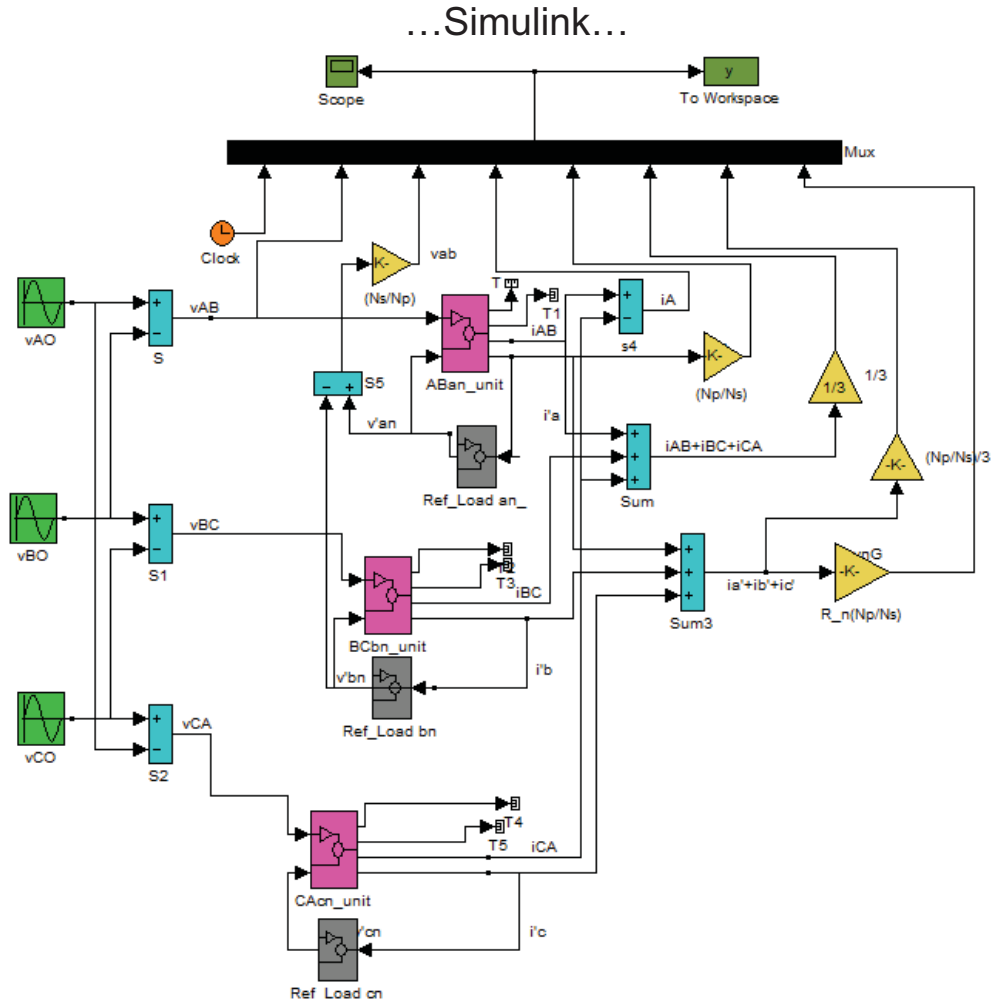 …Simulink…
y
Scope
To Workspace
Mux
Clock
K-
vab
(Ns/Np)
T
T1
iA
vAO
+
−
S
vAB
ABan_unit
iAB
+
−
s4
-K-
(Np/Ns)
1/3
1/3
− +
S5
v'an
i'a
Ref_Load an_
+
+
+
Sum
iAB+iBC+iCA
-K-
(Np/Ns)/3
vBO
+
−
S1
vBC
T3
iBC
BCbn_unit
+
+
+
Sum3
ia'+ib'+ic'
vnG
-K-
R_n(Np/Ns)
v'bn
i'b
Ref_Load bn
vCO
+
−
S2
vCA
T4
T5
iCA
CAcn_unit
v'cn
i'c
Ref_Load cn